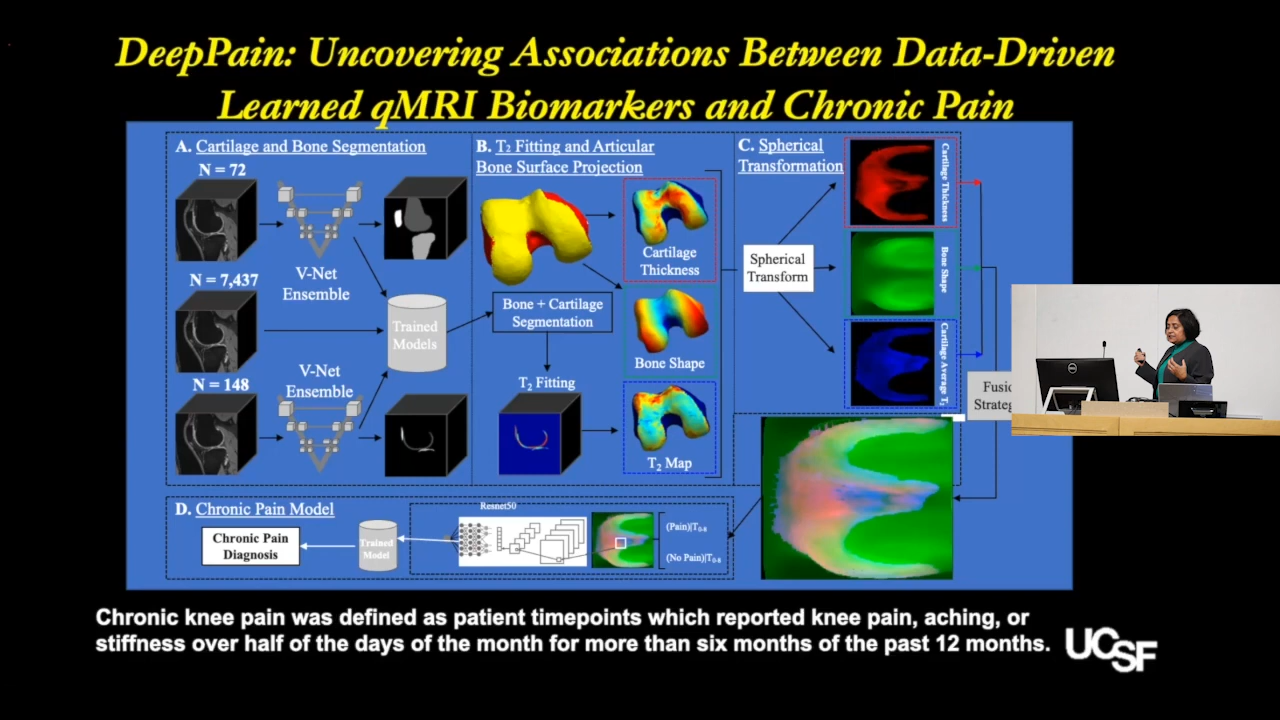 DeepPain: Uncovering Associations Between Data-Driven
Learned qMRI Biomarkers and Chronic Pain
A. Cartilage and Bone Segmentation
N = 72
V-Net
Ensemble
N = 7,437
Trained
Models
N = 148
V-Net
Ensemble
B. T₂ Fitting and Articular
Bone Surface Projection
Cartilage
Thickness
Bone + Cartilage
Segmentation
Bone Shape
T₂ Fitting
T₂ Map
C. Spherical
Transformation
Spherical
Transform
Cartilage Thickness
Bone Shape
Cartilage Average T₂
D. Chronic Pain Model
Chronic Pain
Diagnosis
Trained
Model
Resnet50
(Pain)|T₀₋₈
(No Pain)|T₀₋₈
Chronic knee pain was defined as patient timepoints which reported knee pain, aching, or
stiffness over half of the days of the month for more than six months of the past 12 months.
UCSF